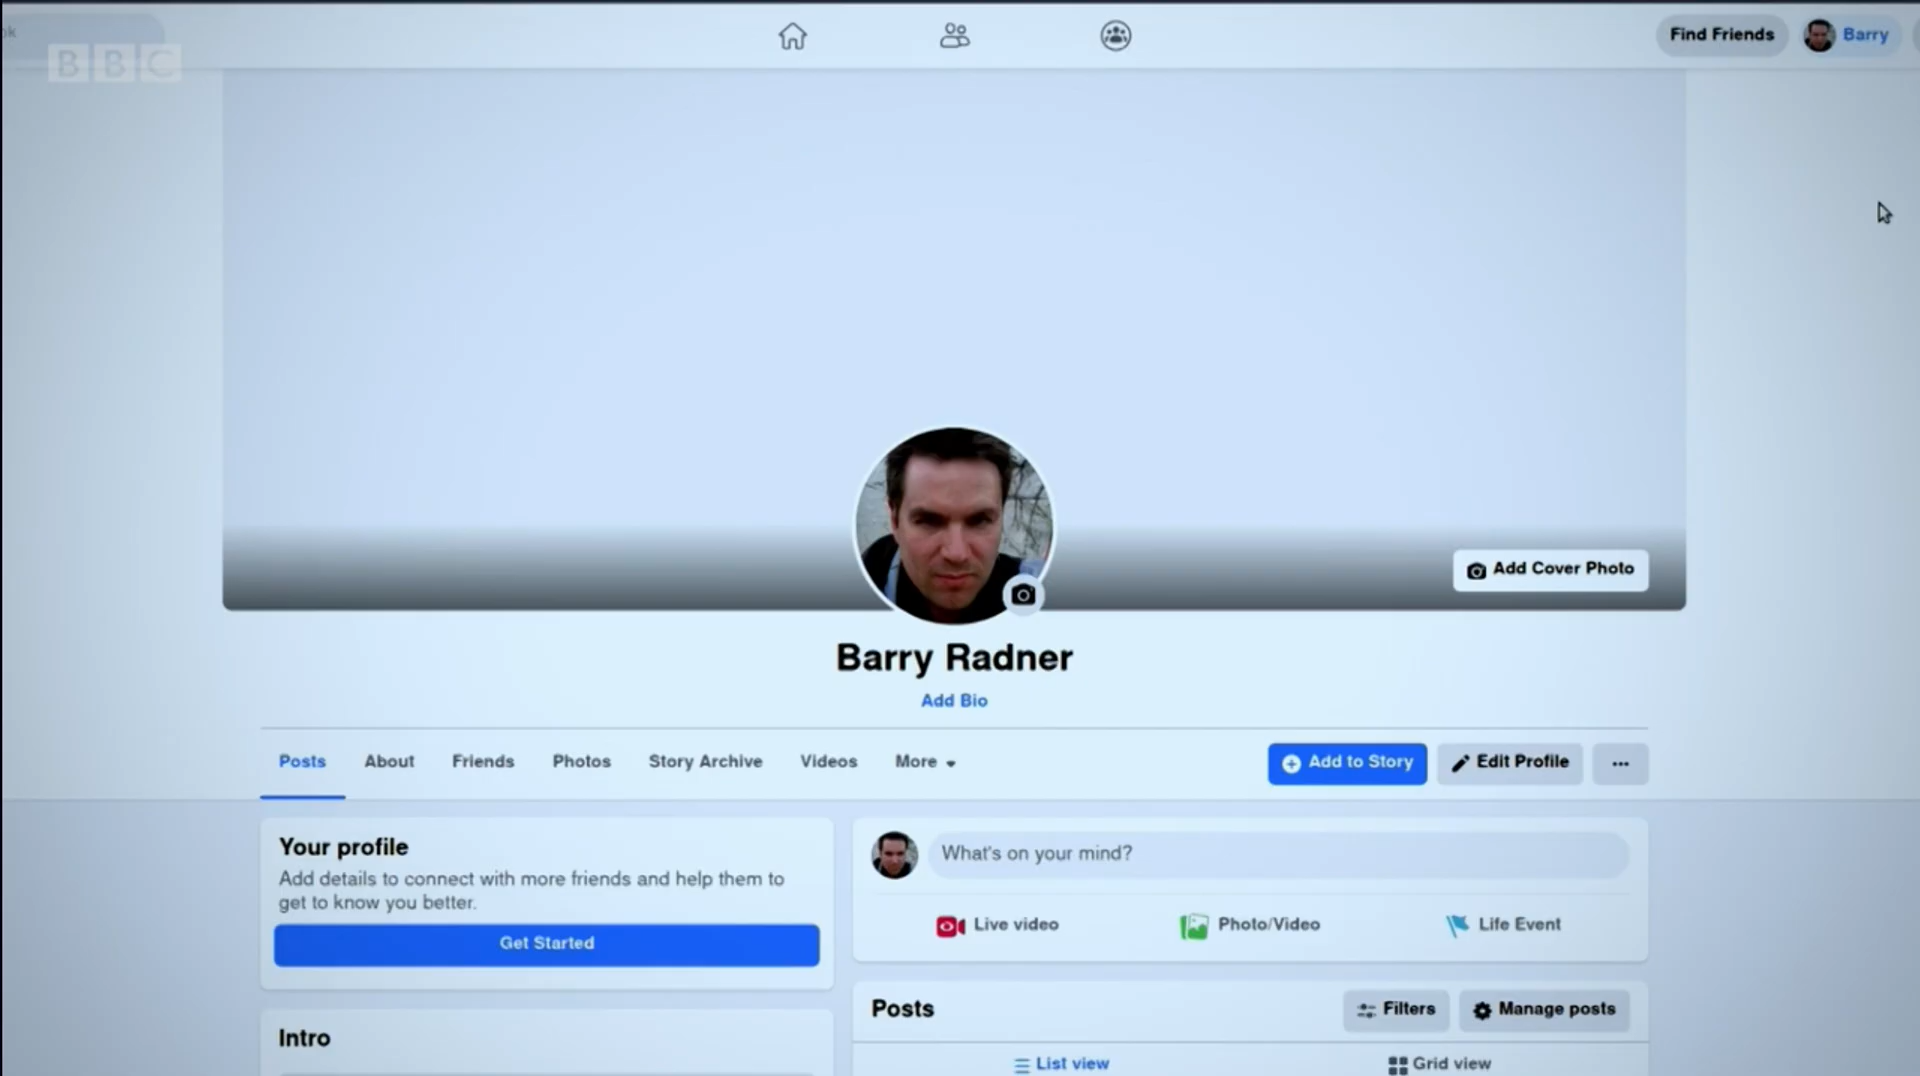 ok
BBC
Find Friends
Barry
Add Cover Photo
Barry Radner
Add Bio
Posts
About
Friends
Photos
Story Archive
Videos
More
Add to Story
Edit Profile
Your profile
Add details to connect with more friends and help them to
get to know you better.
Get Started
Intro
What's on your mind?
Live video
Photo/Video
Life Event
Posts
Filters
Manage posts
List view
Grid view